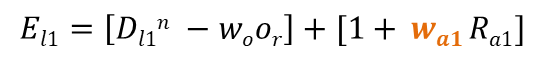 E_{l1} = [D_{l1}^{n} − w_o o_r] + [1 + w_{a1} R_{a1}]